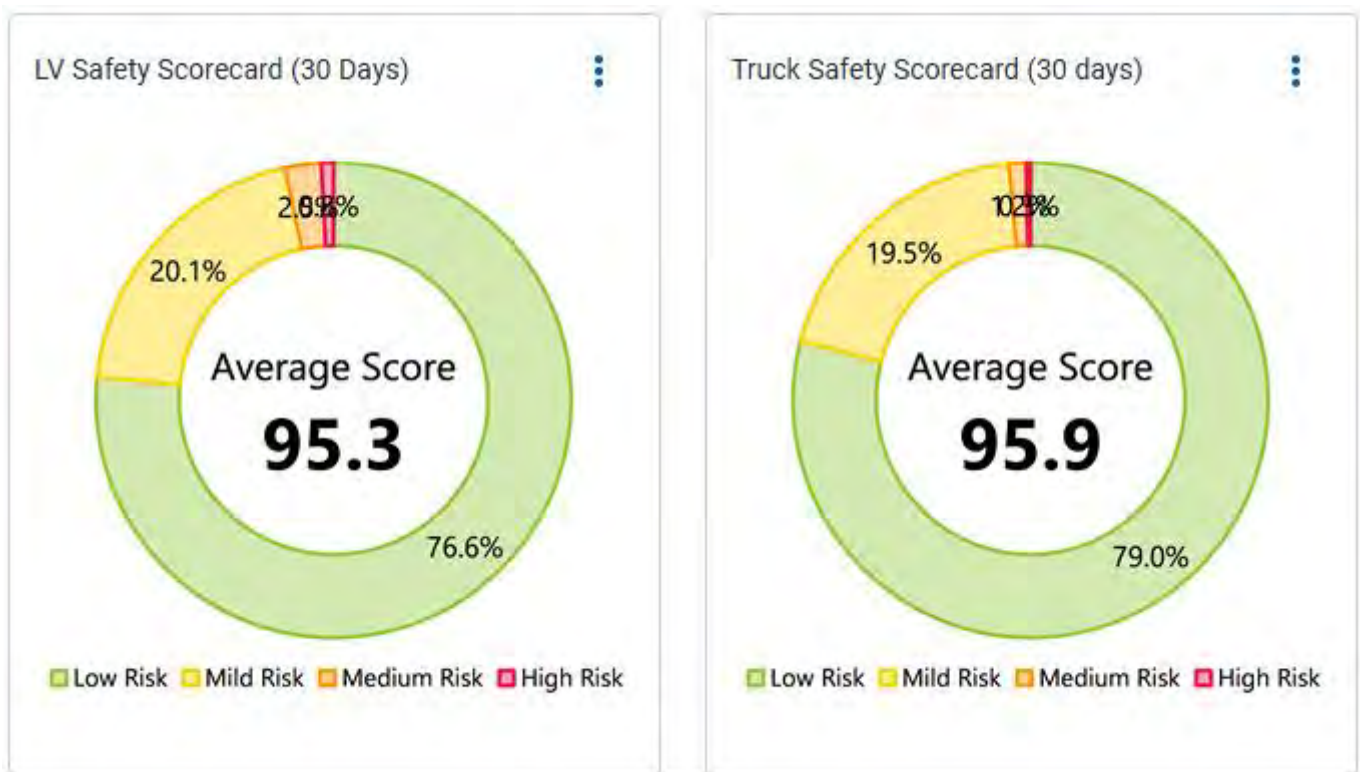 LV Safety Scorecard (30 Days)
20.1%
Average Score
95.3
76.6%
Low Risk Mild Risk Medium Risk High Risk
Truck Safety Scorecard (30 days)
19.5%
Average Score
95.9
79.0%
Low Risk Mild Risk Medium Risk High Risk